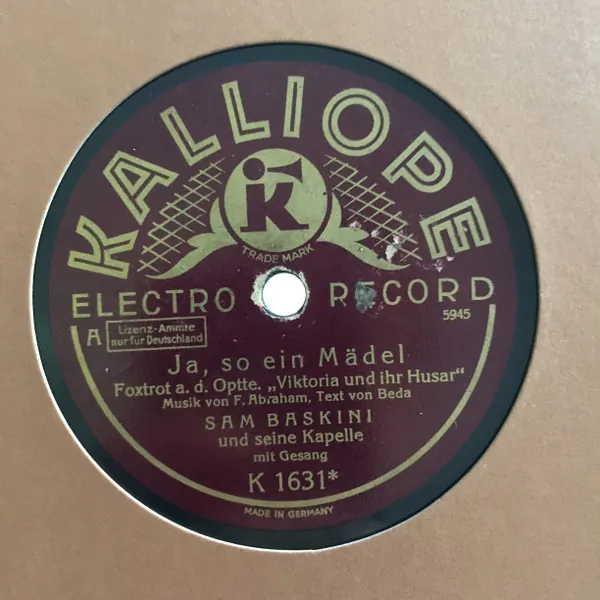 KALLIOPE
K
TRADE MARK
ELECTRO RECORD
5945
A
Lizenz-Ammre
nur für Deutschland
Ja, so ein Mädel
Foxtrot a. d. Optte. „Viktoria und ihr Husar“
Musik von F. Abraham, Text von Beda
SAM BASKINI
und seine Kapelle
mit Gesang
K 1631*
MADE IN GERMANY